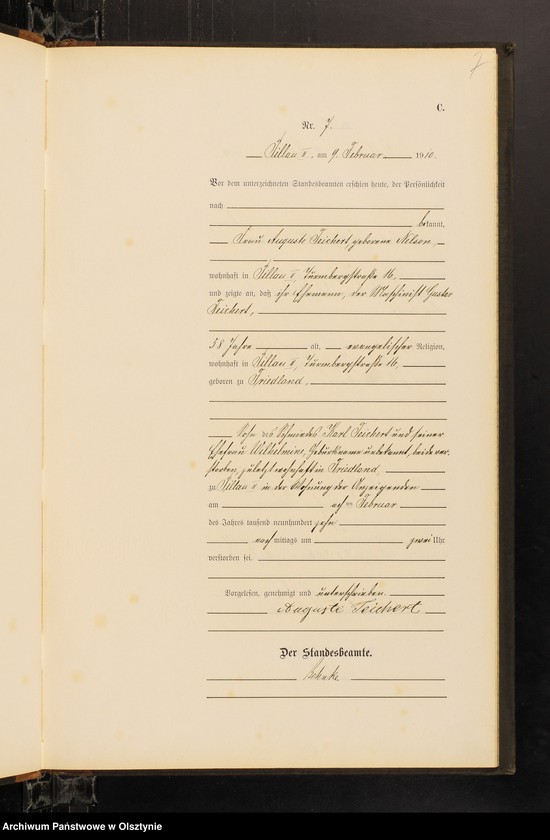 7
C.
Nr. 7.
Pillau II, am 9. Februar 1910.
Vor dem unterzeichneten Standesbeamten erschien heute, der Persönlichkeit
nach
bekannt,
Frau Auguste Teichert, geborene Nelson,
wohnhaft in Pillau II, Turmbergstraße 16,
und zeigte an, daß ihr Ehemann, der Maschinist Gustav
Teichert,
58 Jahre alt, evangelischer Religion,
wohnhaft in Pillau II, Turmbergstraße 16,
geboren zu Friedland,
Sohn des Schmiedes Karl Teichert und seiner
Ehefrau Wilhelmine, Geburtsname unbekannt, beide ver-
storben, zuletzt wohnhaft in Friedland,
zu Pillau II in der Wohnung der Anzeigenden
am acht ten Februar
des Jahres tausend neunhundert zehn
nach mittags um zwei Uhr
verstorben sei.
Vorgelesen, genehmigt und unterschrieben
Auguste Teichert
Der Standesbeamte.
Archiwum Państwowe w Olsztynie